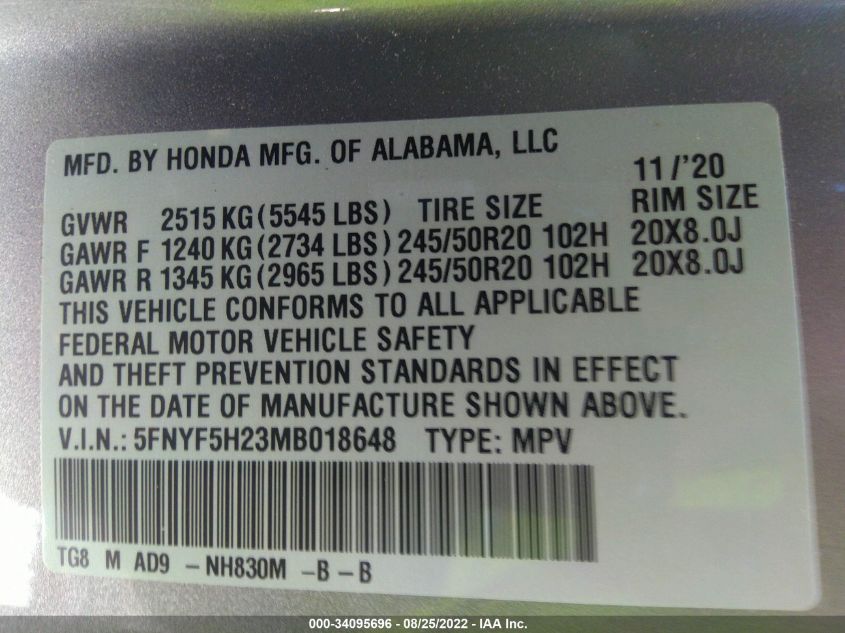 MFD. BY HONDA MFG. OF ALABAMA, LLC 11/'20
GVWR 2515 KG (5545 LBS) TIRE SIZE RIM SIZE
GAWR F 1240 KG (2734 LBS) 245/50R20 102H 20X8.0J
GAWR R 1345 KG (2965 LBS) 245/50R20 102H 20X8.0J
THIS VEHICLE CONFORMS TO ALL APPLICABLE
FEDERAL MOTOR VEHICLE SAFETY
AND THEFT PREVENTION STANDARDS IN EFFECT
ON THE DATE OF MANUFACTURE SHOWN ABOVE.
V.I.N.: 5FNYF5H23MB018648 TYPE: MPV
TG8 M AD9 -NH830M -B -B
000-34095696 - 08/25/2022 - IAA Inc.